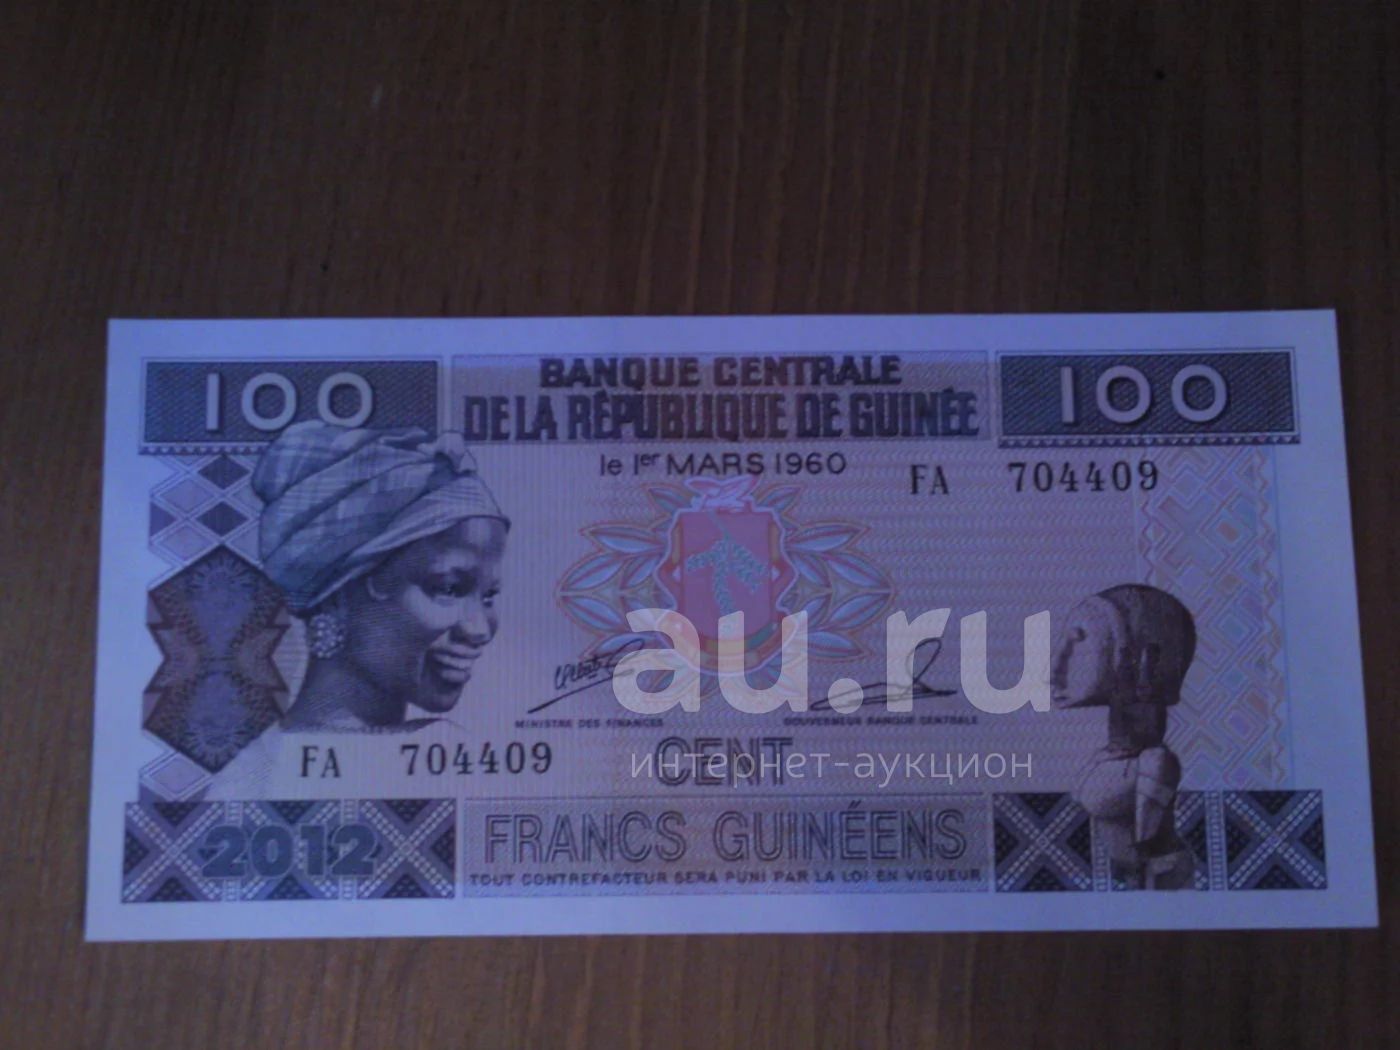 100
BANQUE CENTRALE
DE LA RÉPUBLIQUE DE GUINÉE
100
le 1er MARS 1960
FA 704409
au.ru
MINISTRE DES FINANCES
GOUVERNEUR BANQUE CENTRALE
FA 704409
CENT
интернет-аукцион
2012
FRANCS GUINÉENS
TOUT CONTREFACTEUR SERA PUNI PAR LA LOI EN VIGUEUR